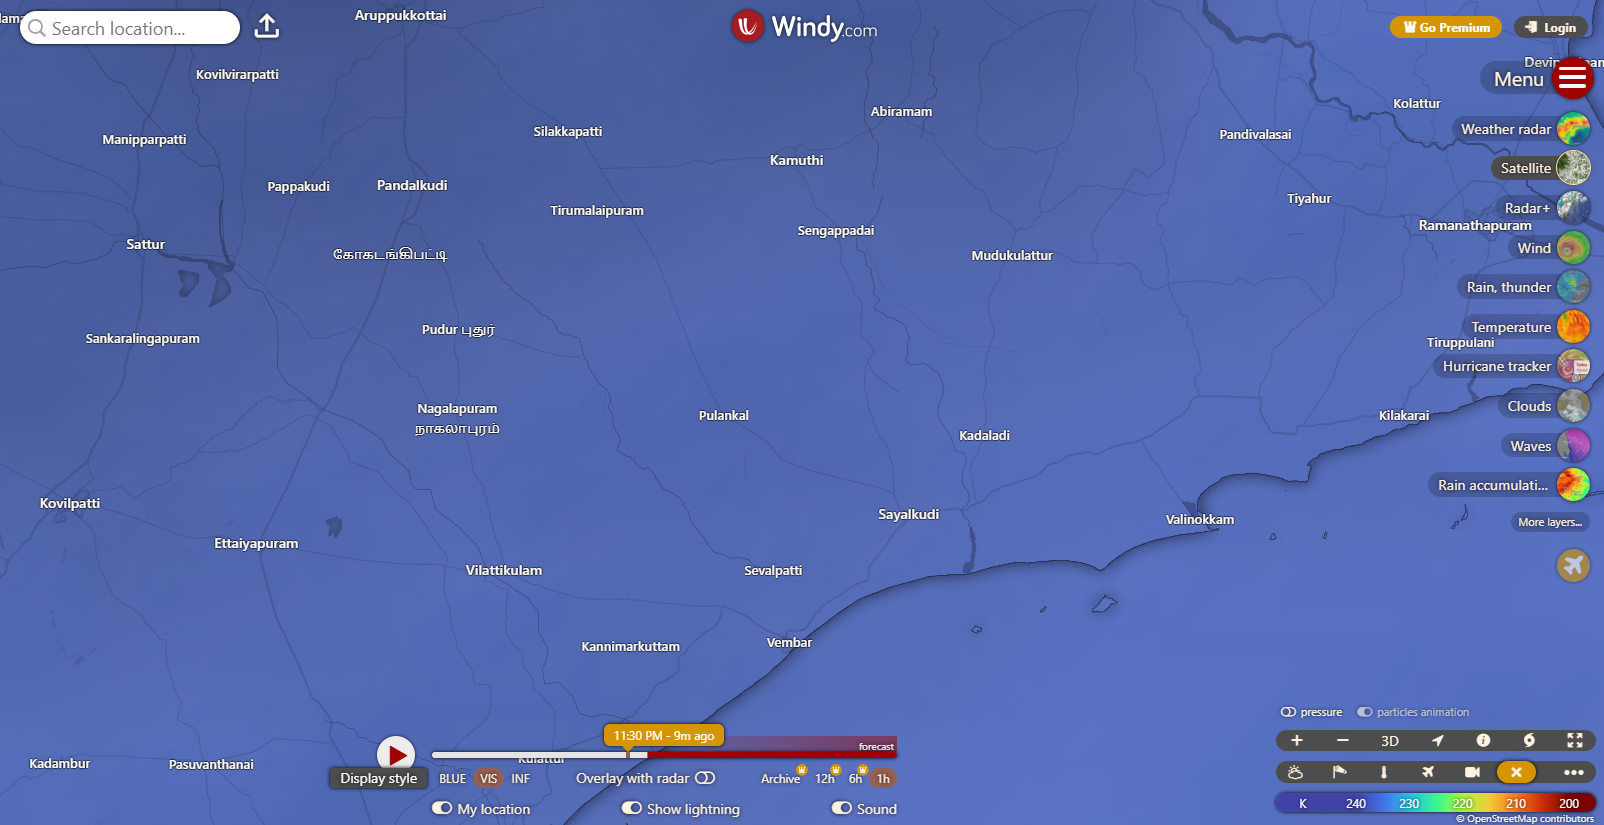 Aruppukkottai
Search location...
Windy.com
Go Premium
Login
Kovilvirarpatti
Menu
Kolattur
Abiramam
Manipparpatti
Silakkapatti
Pandivalasai
Weather radar
Kamuthi
Satellite
Pappakudi
Pandalkudi
Tirumalaipuram
Tiyahur
Radar+
Sengappadai
Ramanathapuram
Sattur
கோகடங்கிபட்டி
Mudukulattur
Wind
Rain, thunder
Sankaralingapuram
Pudur புதுர்
Temperature
Tiruppulani
Hurricane tracker
Nagalapuram
நாகலாபுரம்
Pulankal
Kadaladi
Kilakarai
Clouds
Waves
Rain accumulati...
Kovilpatti
Sayalkudi
Valinokkam
More layers...
Ettaiyapuram
Vilattikulam
Sevalpatti
Kannimarkuttam
Vembar
pressure
particles animation
11:30 PM - 9m ago
forecast
3D
Kadambur
Pasuvanthanai
Kulattur
Display style
BLUE
VIS
INF
Overlay with radar
Archive
12h
6h
1h
My location
Show lightning
Sound
K 240 230 220 210 200
© OpenStreetMap contributors